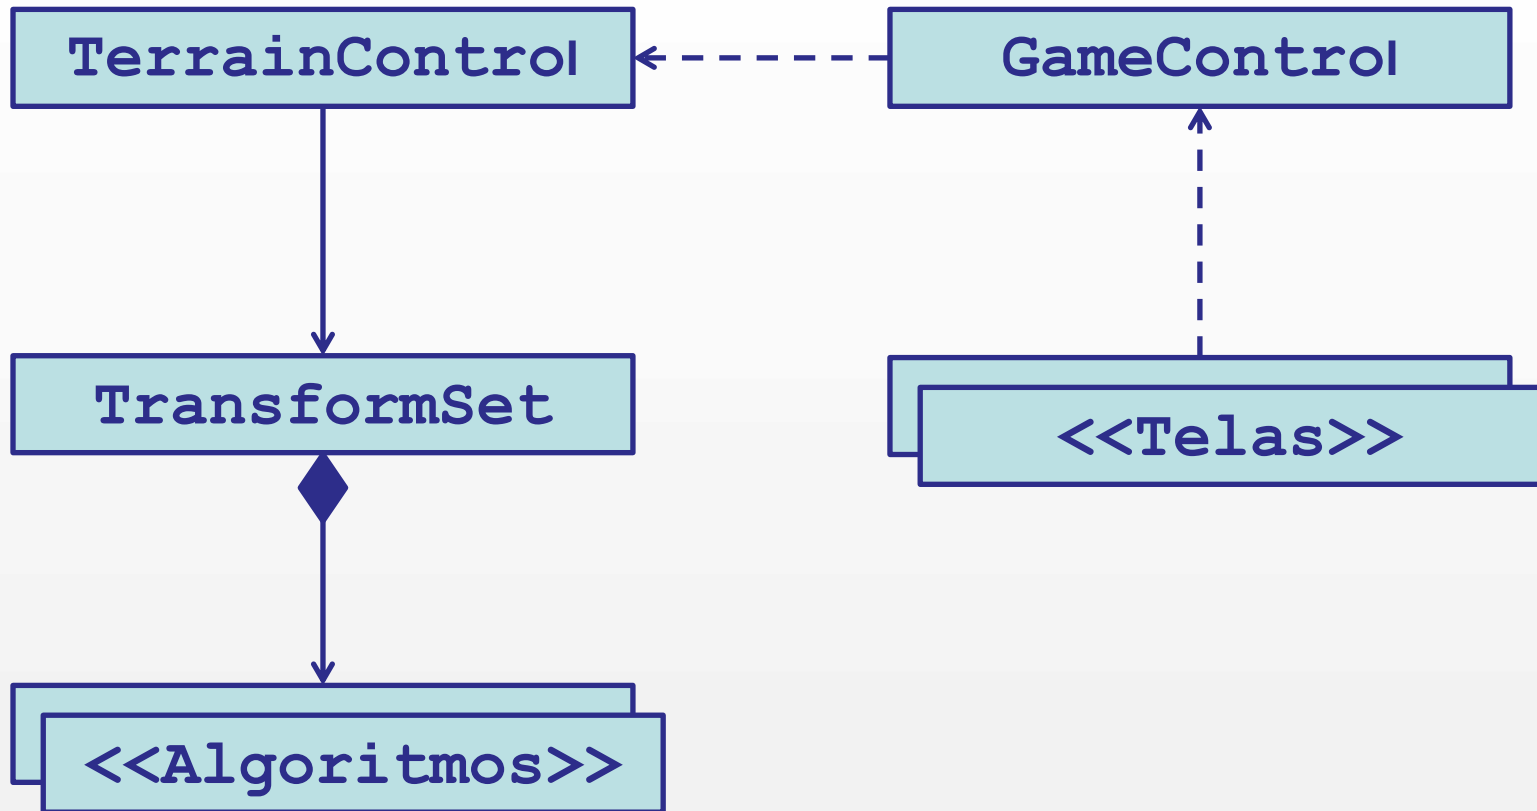 TerrainControl
GameControl
TransformSet
<<Telas>>
<<Algoritmos>>